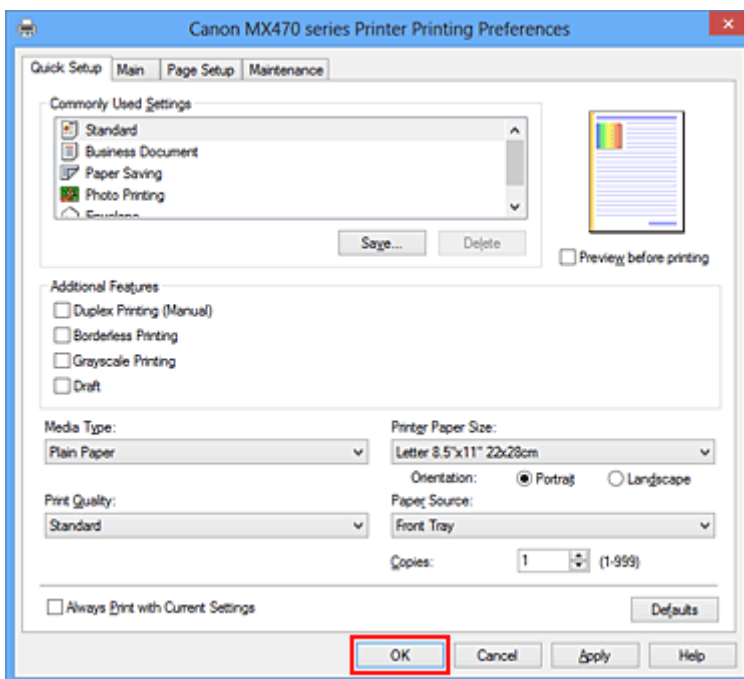 Canon MX470 series Printer Printing Preferences
Quick Setup Main Page Setup Maintenance
Commonly Used Settings
Standard
Business Document
Paper Saving
Photo Printing
Envelope
Save... Delete
Preview before printing
Additional Features
Duplex Printing (Manual)
Borderless Printing
Grayscale Printing
Draft
Media Type:
Plain Paper
Printer Paper Size:
Letter 8.5"x11" 22x28cm
Orientation: Portrait Landscape
Print Quality:
Standard
Paper Source:
Front Tray
Copies: 1 (1-999)
Always Print with Current Settings
Defaults
OK Cancel Apply Help